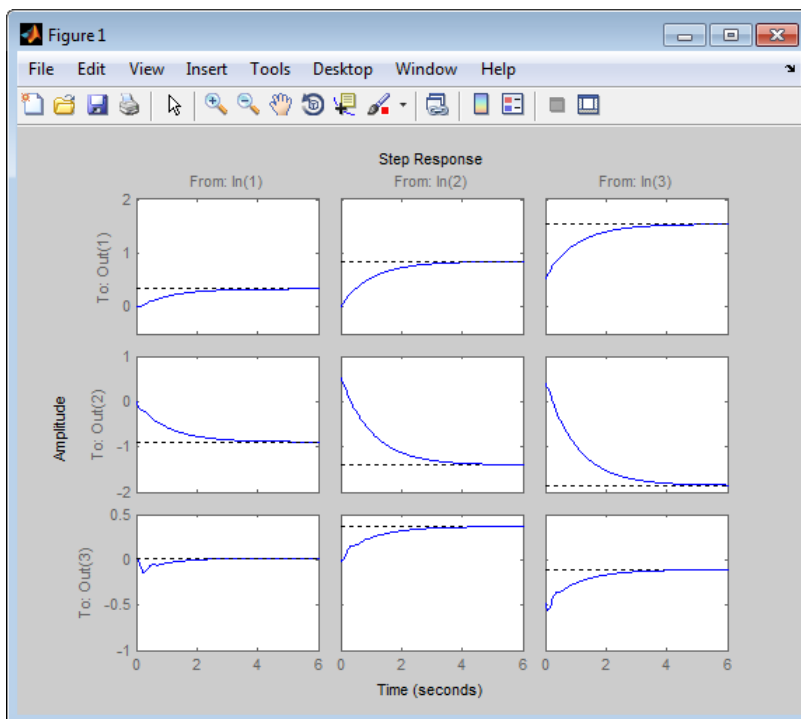 Figure 1
File Edit View Insert Tools Desktop Window Help
Step Response
From: In(1) From: In(2) From: In(3)
To: Out(1)
2
1
0
Amplitude
To: Out(2)
1
0
-1
-2
To: Out(3)
0.5
0
-0.5
-1
0 2 4 6 0 2 4 6 0 2 4 6
Time (seconds)